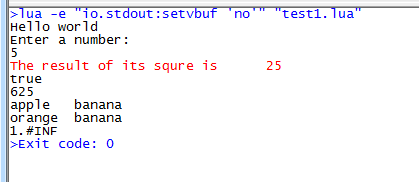 >lua -e "io.stdout:setvbuf 'no'" "test1.lua"
Hello world
Enter a number:
5
The result of its squre is      25
true
625
apple   banana
orange  banana
1.#INF
>Exit code: 0